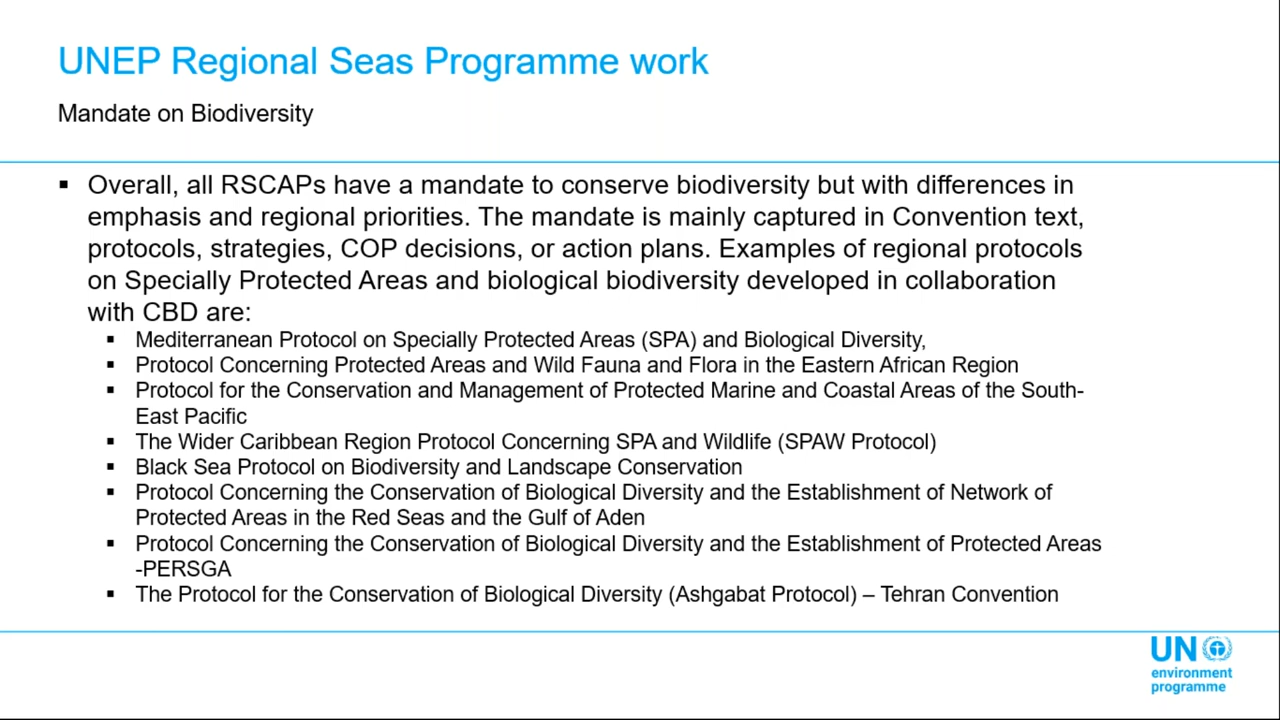 UNEP Regional Seas Programme work
Mandate on Biodiversity
▪ Overall, all RSCAPs have a mandate to conserve biodiversity but with differences in
emphasis and regional priorities. The mandate is mainly captured in Convention text,
protocols, strategies, COP decisions, or action plans. Examples of regional protocols
on Specially Protected Areas and biological biodiversity developed in collaboration
with CBD are:
▪ Mediterranean Protocol on Specially Protected Areas (SPA) and Biological Diversity,
▪ Protocol Concerning Protected Areas and Wild Fauna and Flora in the Eastern African Region
▪ Protocol for the Conservation and Management of Protected Marine and Coastal Areas of the South-
East Pacific
▪ The Wider Caribbean Region Protocol Concerning SPA and Wildlife (SPAW Protocol)
▪ Black Sea Protocol on Biodiversity and Landscape Conservation
▪ Protocol Concerning the Conservation of Biological Diversity and the Establishment of Network of
Protected Areas in the Red Seas and the Gulf of Aden
▪ Protocol Concerning the Conservation of Biological Diversity and the Establishment of Protected Areas
-PERSGA
▪ The Protocol for the Conservation of Biological Diversity (Ashgabat Protocol) – Tehran Convention
UN
environment
programme